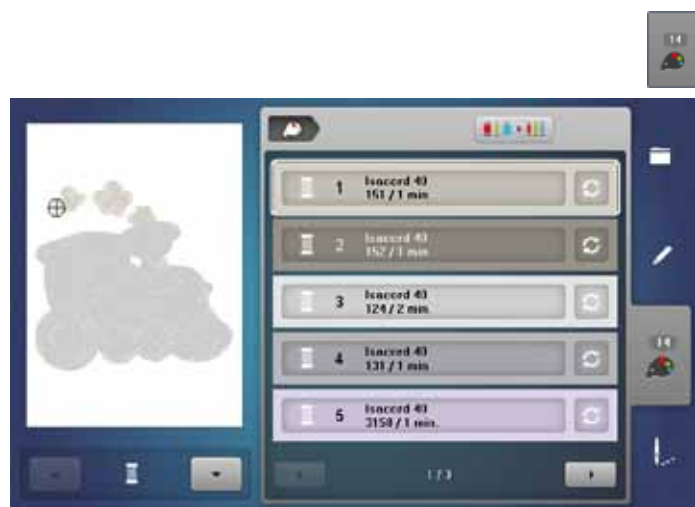 14
1 Isacord 40
151 / 1 min
2 Isacord 40
152 / 1 min
3 Isacord 40
124 / 2 min
4 Isacord 40
131 / 1 min
5 Isacord 40
3150 / 1 min.
14
1 / 3